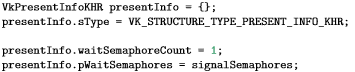 VkPresentInfoKHR presentInfo = {};
presentInfo.sType = VK_STRUCTURE_TYPE_PRESENT_INFO_KHR;

presentInfo.waitSemaphoreCount = 1;
presentInfo.pWaitSemaphores = signalSemaphores;